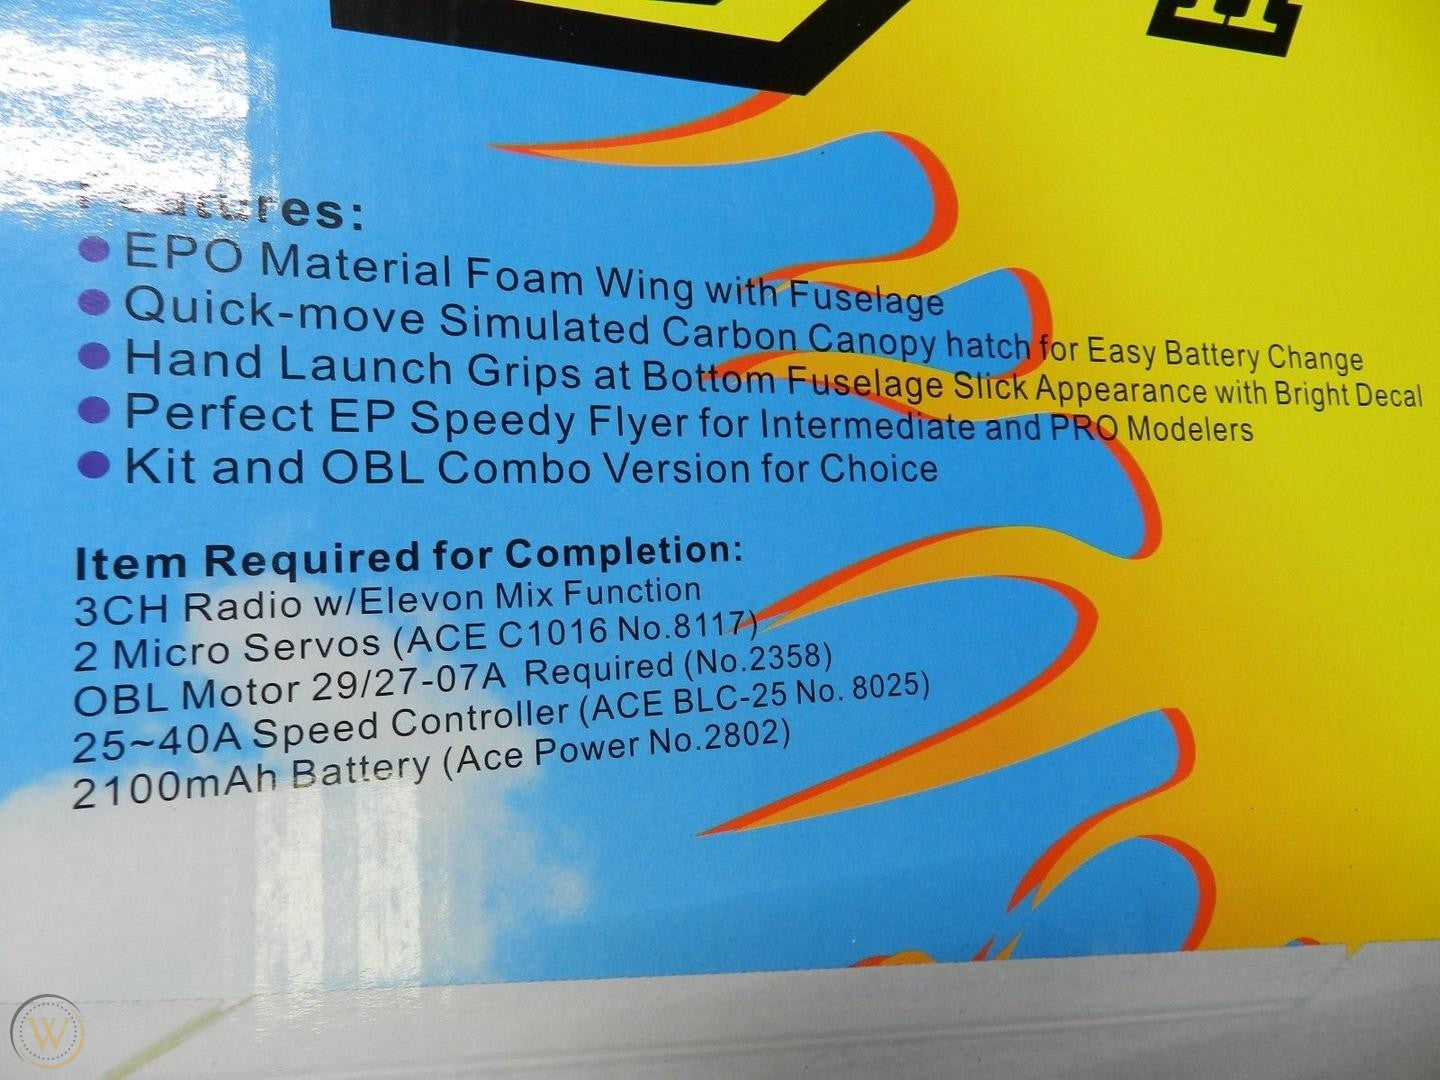 Features:
EPO Material Foam Wing with Fuselage
Quick-move Simulated Carbon Canopy hatch for Easy Battery Change
Hand Launch Grips at Bottom Fuselage Slick Appearance with Bright Decal
Perfect EP Speedy Flyer for Intermediate and PRO Modelers
Kit and OBL Combo Version for Choice
Item Required for Completion:
3CH Radio w/Elevon Mix Function
2 Micro Servos (ACE C1016 No.8117)
OBL Motor 29/27-07A Required (No.2358)
25~40A Speed Controller (ACE BLC-25 No. 8025)
2100mAh Battery (Ace Power No.2802)
W